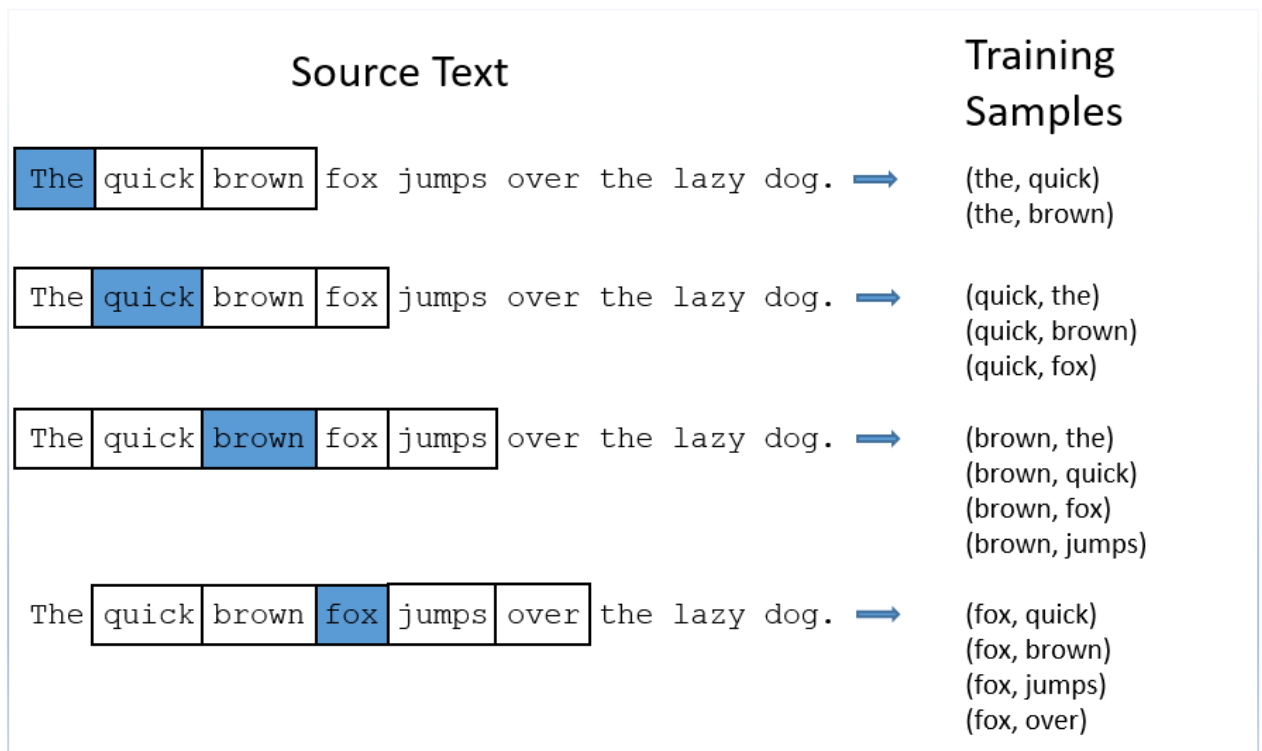 Source Text
Training
Samples
The quick brown fox jumps over the lazy dog.
(the, quick)
(the, brown)
The quick brown fox jumps over the lazy dog.
(quick, the)
(quick, brown)
(quick, fox)
The quick brown fox jumps over the lazy dog.
(brown, the)
(brown, quick)
(brown, fox)
(brown, jumps)
The quick brown fox jumps over the lazy dog.
(fox, quick)
(fox, brown)
(fox, jumps)
(fox, over)